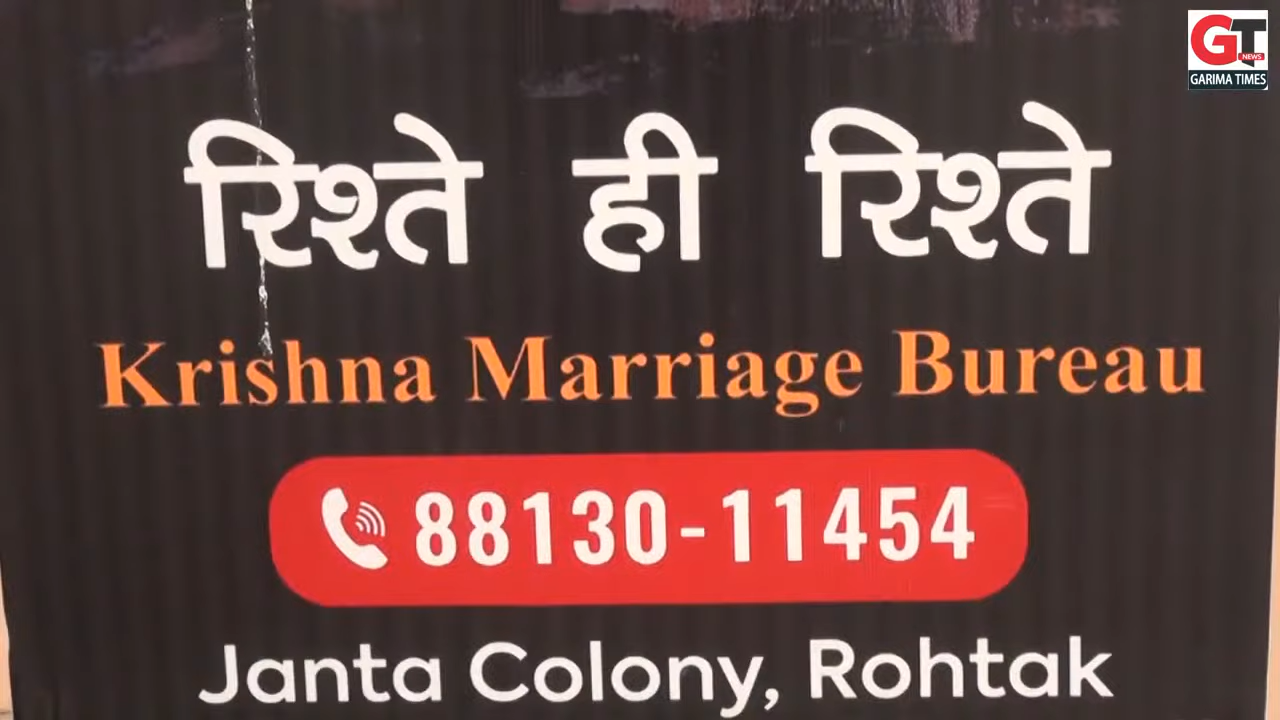 GT
NEWS
GARIMA TIMES
रिश्ते ही रिश्ते
Krishna Marriage Bureau
88130-11454
Janta Colony, Rohtak